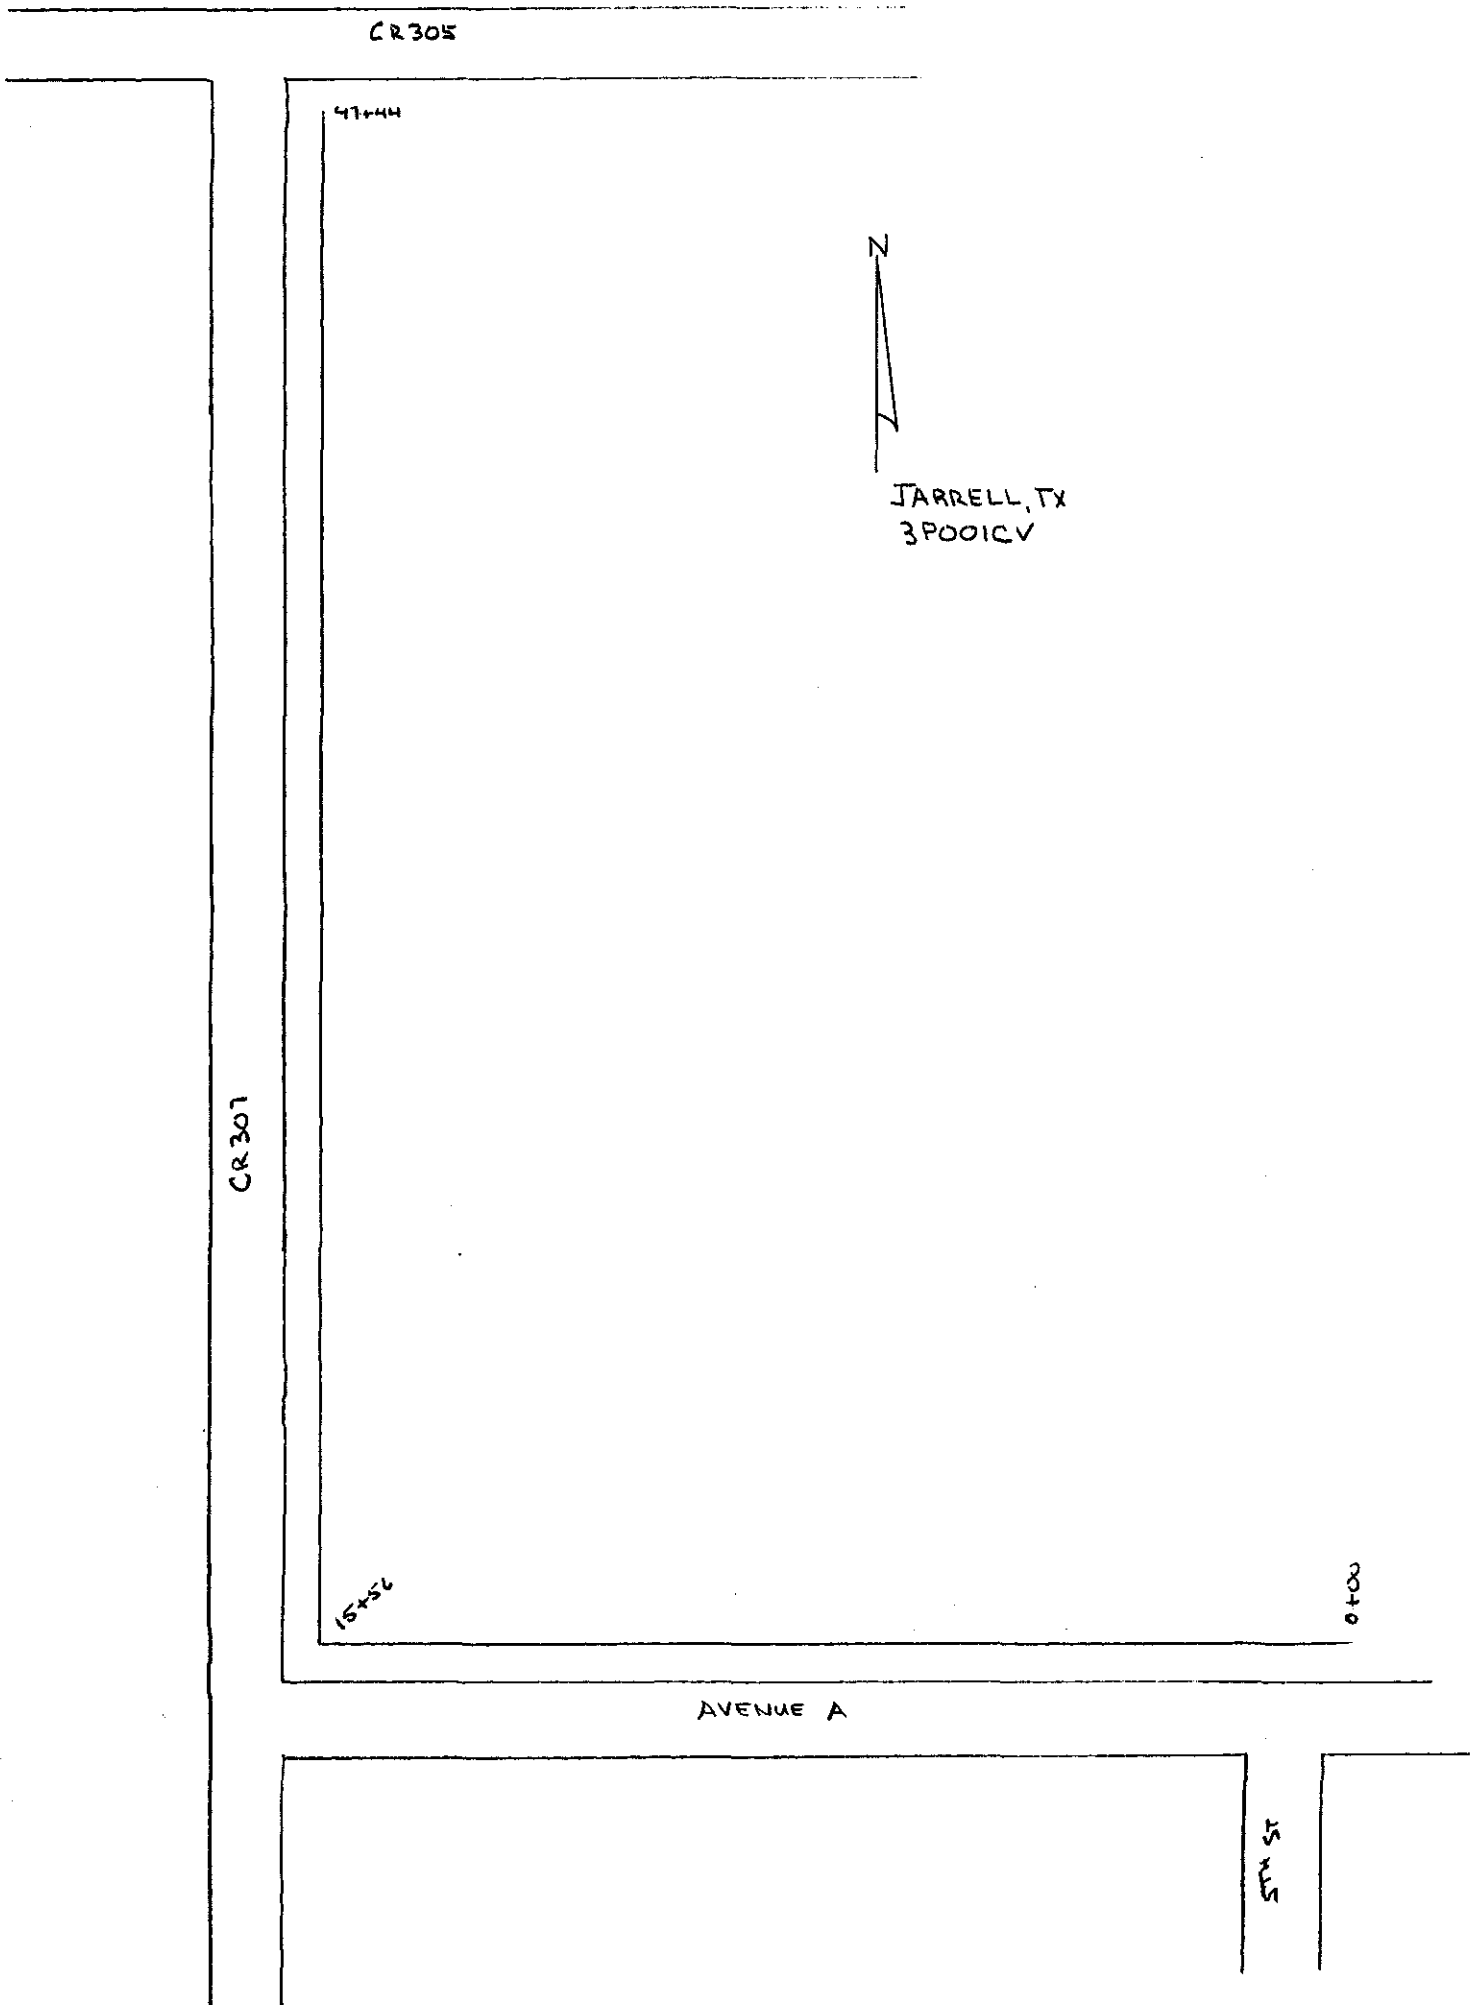 CR305
47+44
N
JARRELL, TX
3P001CV
CR307
15+56
0+00
AVENUE A
5TH ST